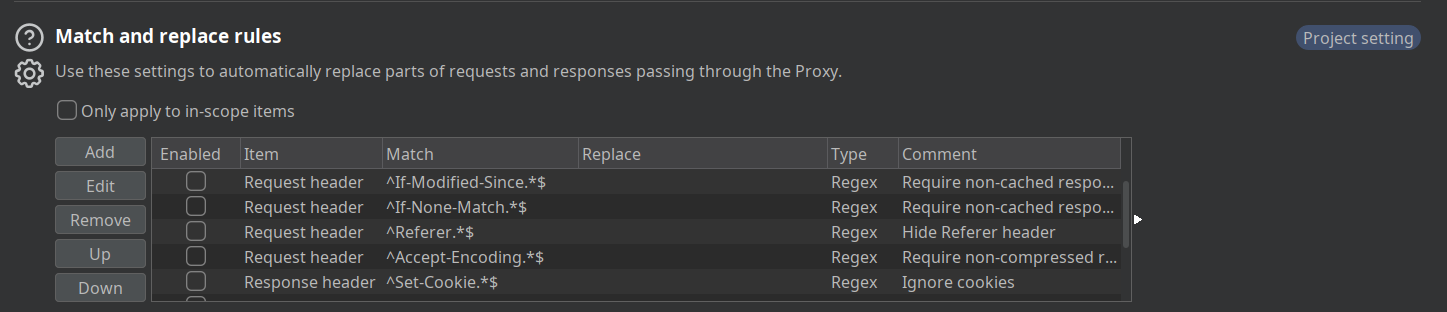 Match and replace rules
Project setting
Use these settings to automatically replace parts of requests and responses passing through the Proxy.
Only apply to in-scope items
Add
Edit
Remove
Up
Down
Enabled Item Match Replace Type Comment
Request header ^If-Modified-Since.*$ Regex Require non-cached respo...
Request header ^If-None-Match.*$ Regex Require non-cached respo...
Request header ^Referer.*$ Regex Hide Referer header
Request header ^Accept-Encoding.*$ Regex Require non-compressed r...
Response header ^Set-Cookie.*$ Regex Ignore cookies